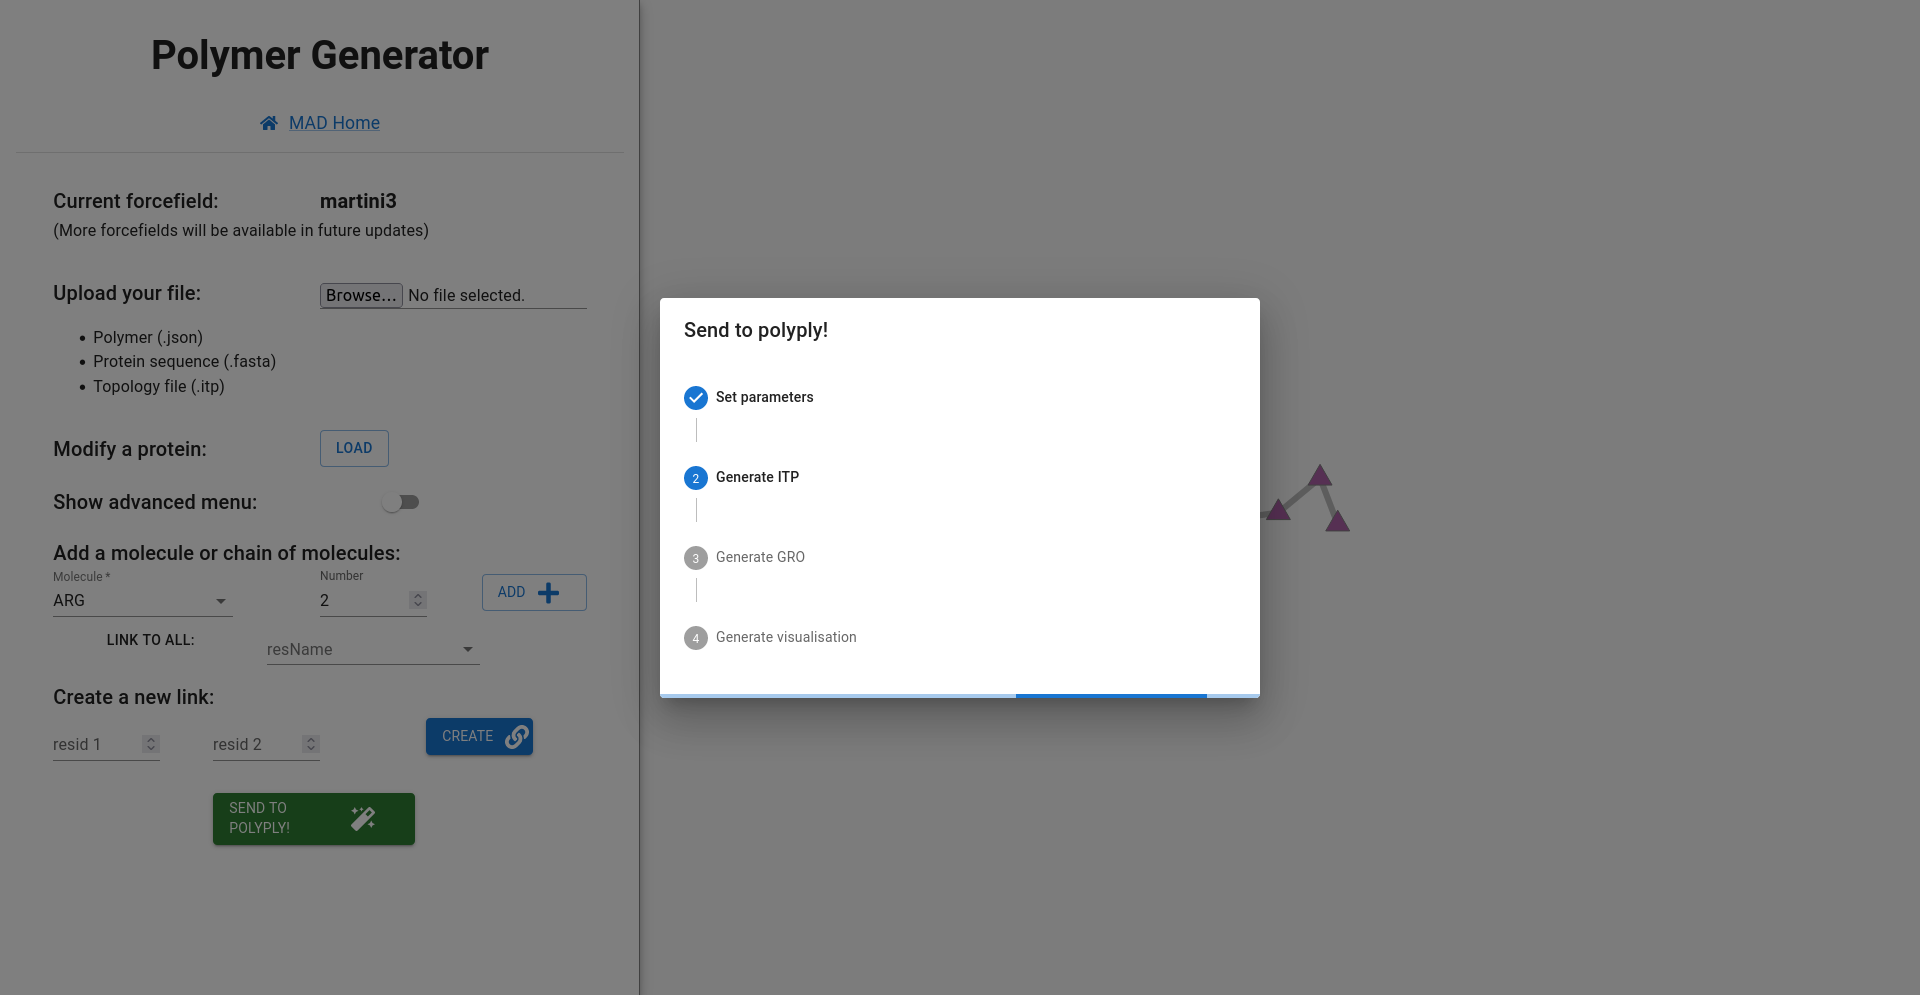 Polymer Generator
MAD Home
Current forcefield: martini3
(More forcefields will be available in future updates)
Upload your file: Browse... No file selected.
• Polymer (.json)
• Protein sequence (.fasta)
• Topology file (.itp)
Modify a protein: LOAD
Show advanced menu:
Add a molecule or chain of molecules:
Molecule * Number
ARG 2 ADD
LINK TO ALL: resName
Create a new link:
resid 1 resid 2 CREATE
SEND TO
POLYPLY!
Send to polyply!
Set parameters
2 Generate ITP
3 Generate GRO
4 Generate visualisation